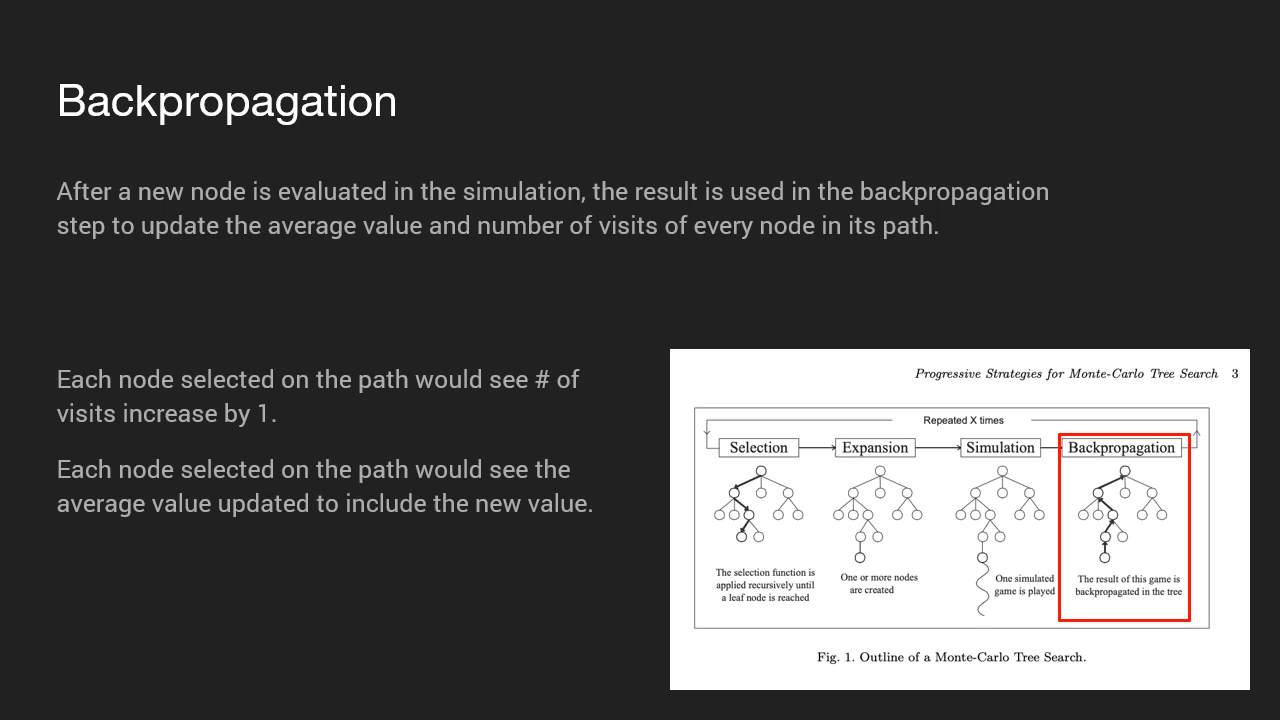 Backpropagation
After a new node is evaluated in the simulation, the result is used in the backpropagation
step to update the average value and number of visits of every node in its path.
Each node selected on the path would see # of
visits increase by 1.
Each node selected on the path would see the
average value updated to include the new value.
Progressive Strategies for Monte-Carlo Tree Search 3
Repeated X times
Selection
Expansion
Simulation
Backpropagation
The selection function is
applied recursively until
a leaf node is reached
One or more nodes
are created
One simulated
game is played
The result of this game is
backpropagated in the tree
Fig. 1. Outline of a Monte-Carlo Tree Search.